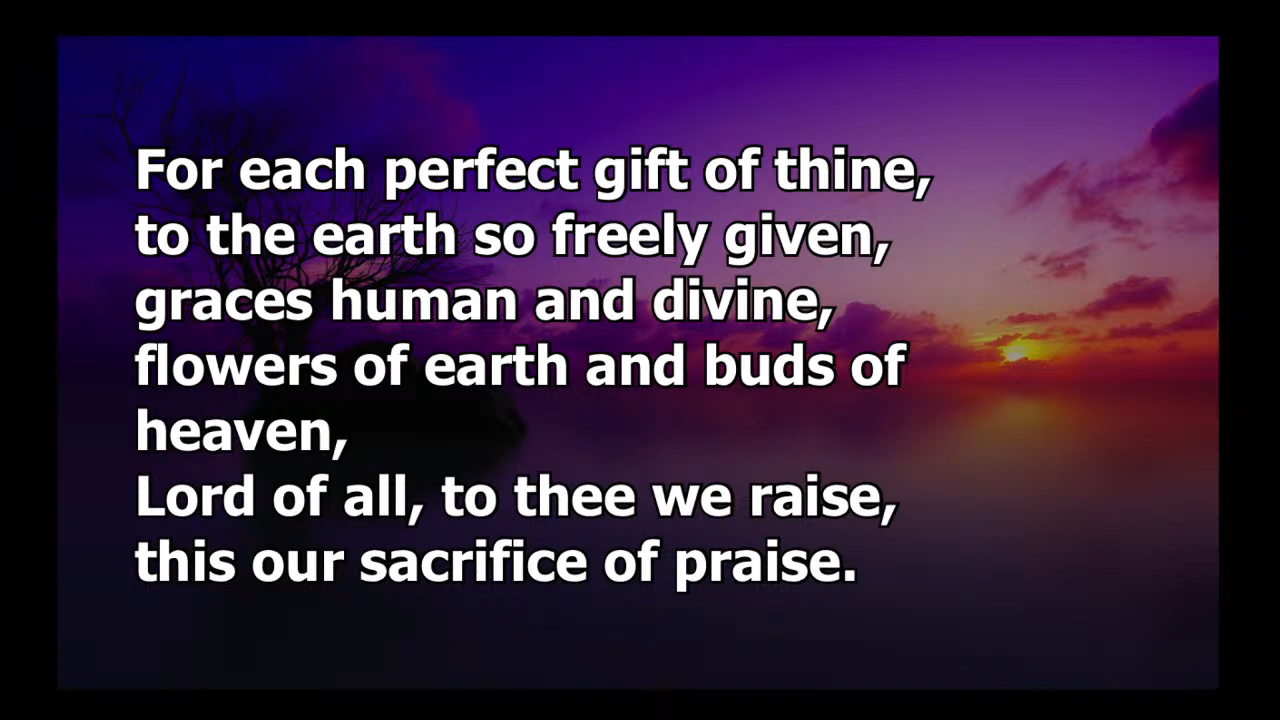 For each perfect gift of thine,
to the earth so freely given,
graces human and divine,
flowers of earth and buds of
heaven,
Lord of all, to thee we raise,
this our sacrifice of praise.